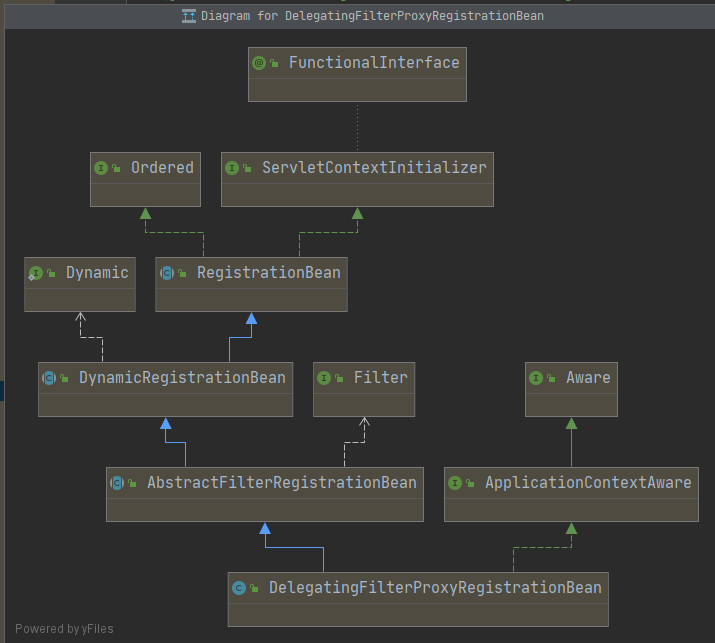 Diagram for DelegatingFilterProxyRegistrationBean
@ FunctionalInterface
I Ordered
I ServletContextInitializer
I Dynamic
C RegistrationBean
C DynamicRegistrationBean
I Filter
I Aware
C AbstractFilterRegistrationBean
I ApplicationContextAware
C DelegatingFilterProxyRegistrationBean
Powered by yFiles